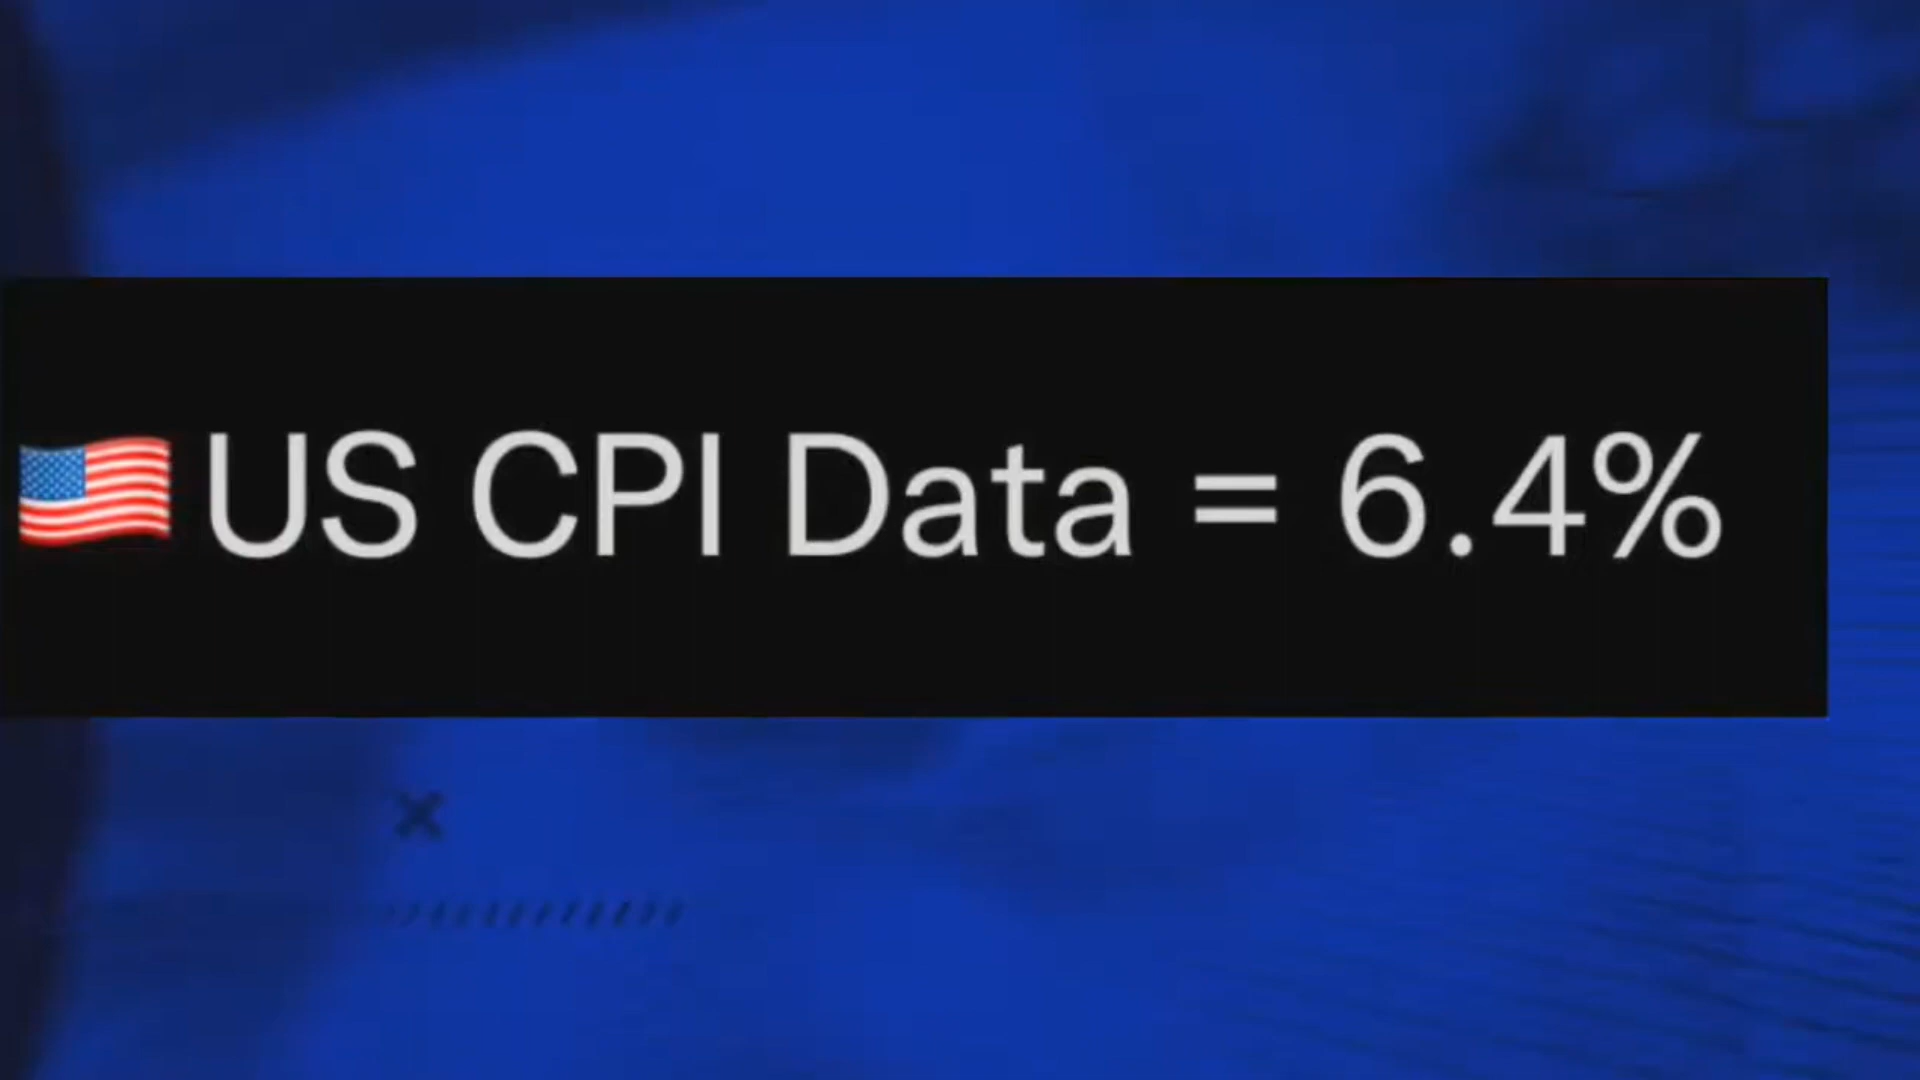 🇺🇸 US CPI Data = 6.4%